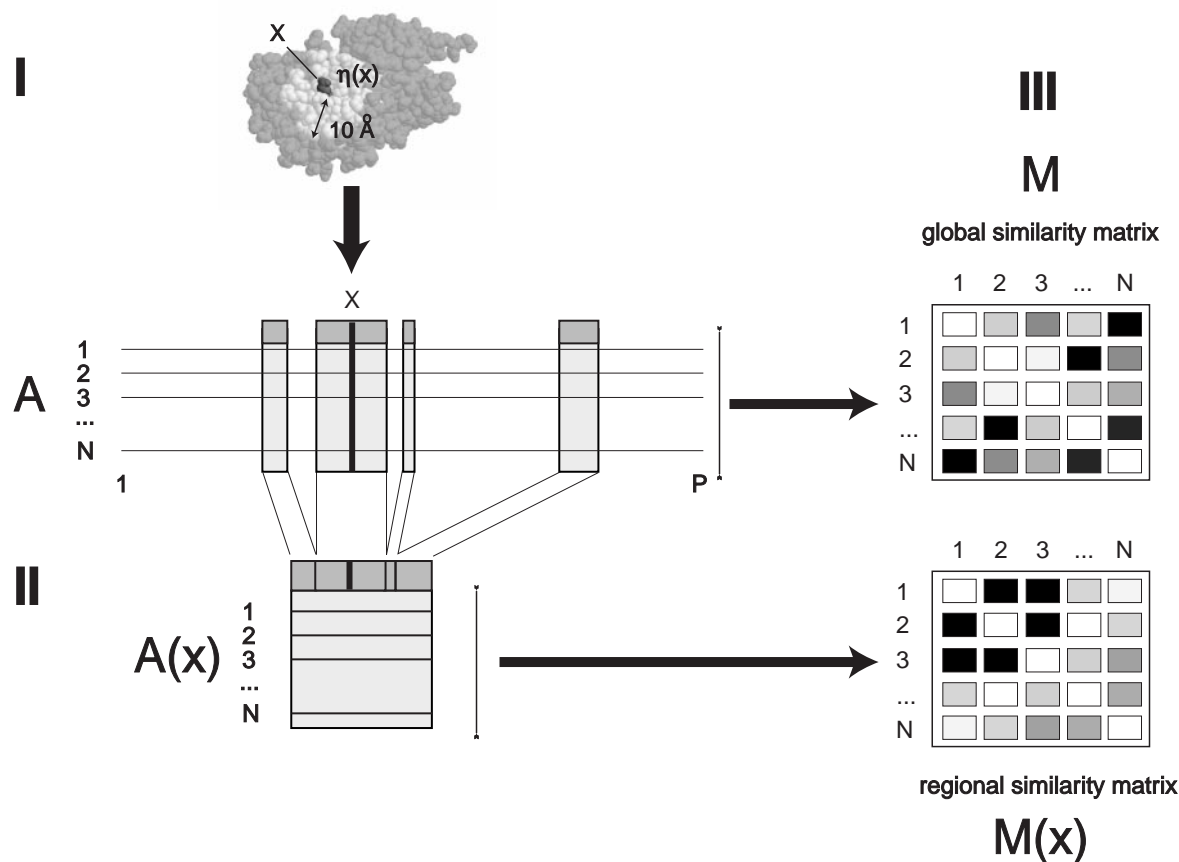 I
X
η(x)
10 Å
III
M
global similarity matrix
1 2 3 ... N
1
2
3
...
N
X
A
1
2
3
...
N
1
P
II
A(x)
1
2
3
...
N
1 2 3 ... N
1
2
3
...
N
regional similarity matrix
M(x)